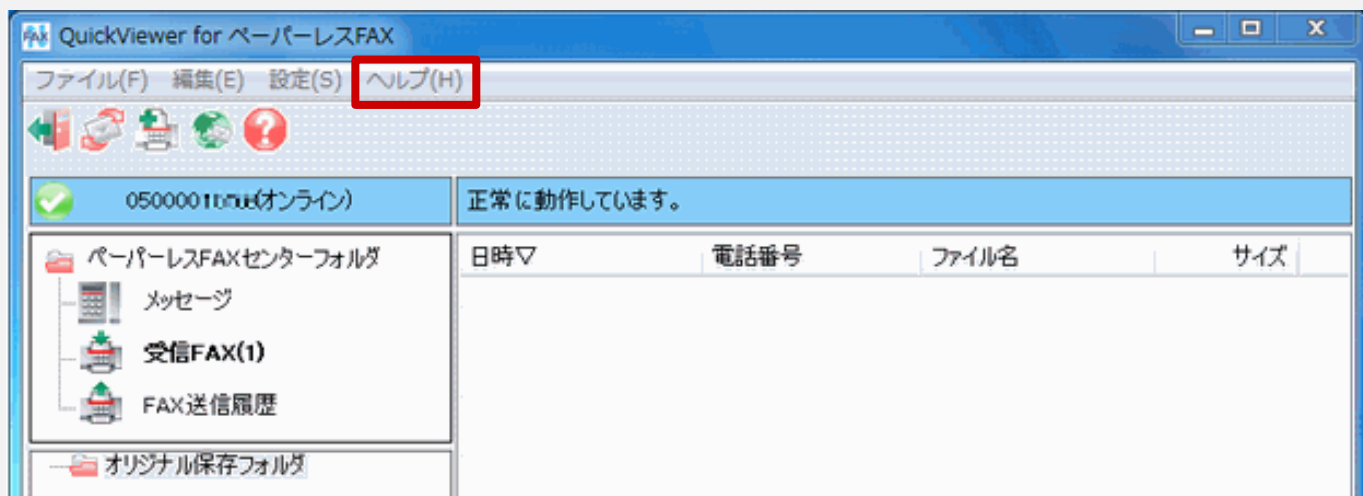 QuickViewer for ペーパーレスFAX
ファイル(F) 編集(E) 設定(S) ヘルプ(H)
(オンライン) 正常に動作しています。
ペーパーレスFAXセンターフォルダ
日時▽ 電話番号 ファイル名 サイズ
メッセージ
受信FAX(1)
FAX送信履歴
オリジナル保存フォルダ